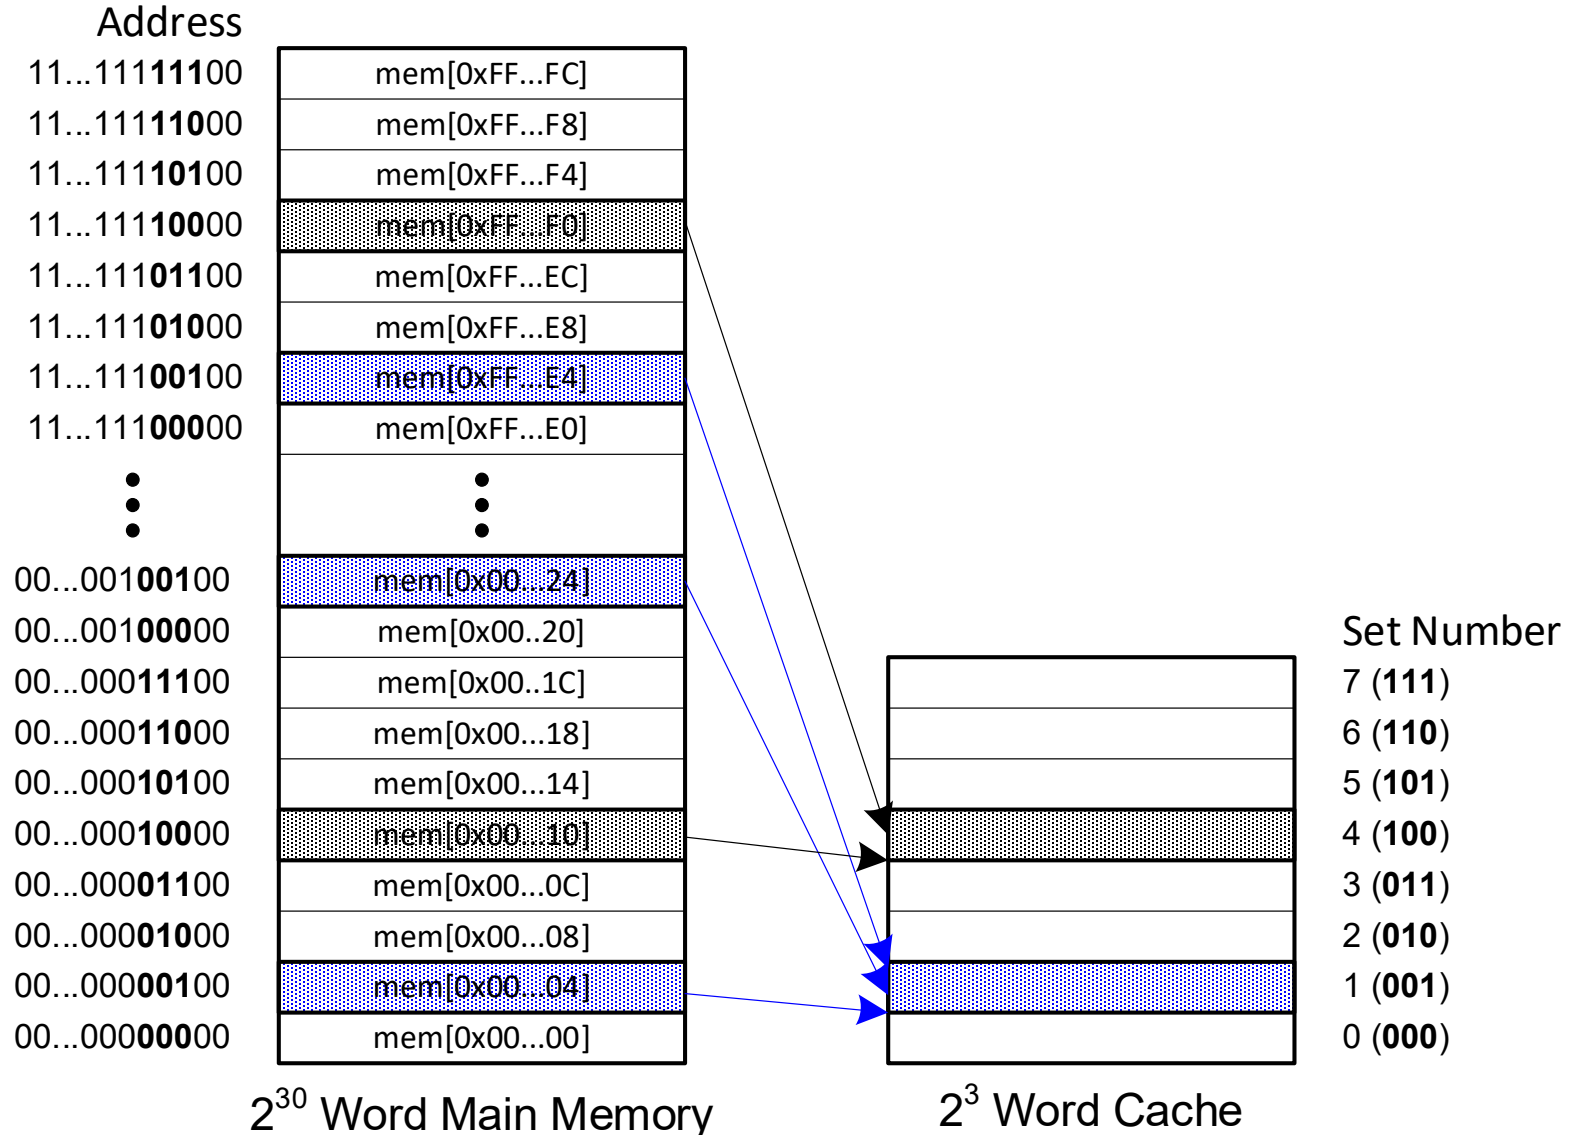 Address
11...11111100 mem[0xFF...FC]
11...11111000 mem[0xFF...F8]
11...11110100 mem[0xFF...F4]
11...11110000 mem[0xFF...F0]
11...11101100 mem[0xFF...EC]
11...11101000 mem[0xFF...E8]
11...11100100 mem[0xFF...E4]
11...11100000 mem[0xFF...E0]
00...00100100 mem[0x00...24]
00...00100000 mem[0x00..20] Set Number
00...00011100 mem[0x00..1C] 7 (111)
00...00011000 mem[0x00...18] 6 (110)
00...00010100 mem[0x00...14] 5 (101)
00...00010000 mem[0x00...10] 4 (100)
00...00001100 mem[0x00...0C] 3 (011)
00...00001000 mem[0x00...08] 2 (010)
00...00000100 mem[0x00...04] 1 (001)
00...00000000 mem[0x00...00] 0 (000)
2³⁰ Word Main Memory 2³ Word Cache